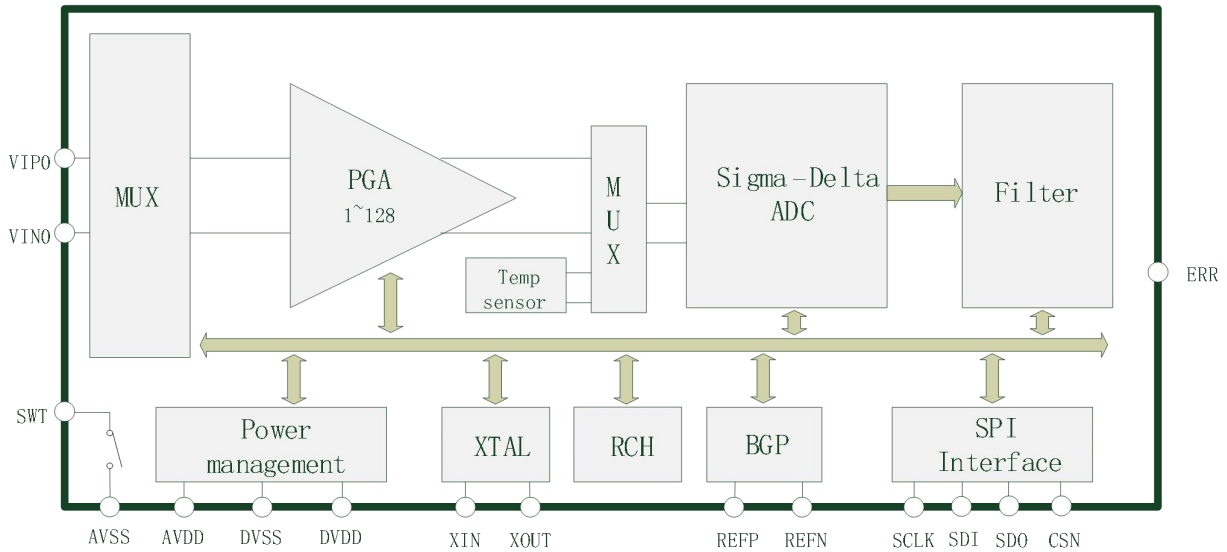 VIP0
VIN0
MUX
PGA
1~128
Temp
sensor
M
U
X
Sigma-Delta
ADC
Filter
ERR
SWT
Power
management
XTAL
RCH
BGP
SPI
Interface
AVSS
AVDD
DVSS
DVDD
XIN
XOUT
REFP
REFN
SCLK
SDI
SDO
CSN